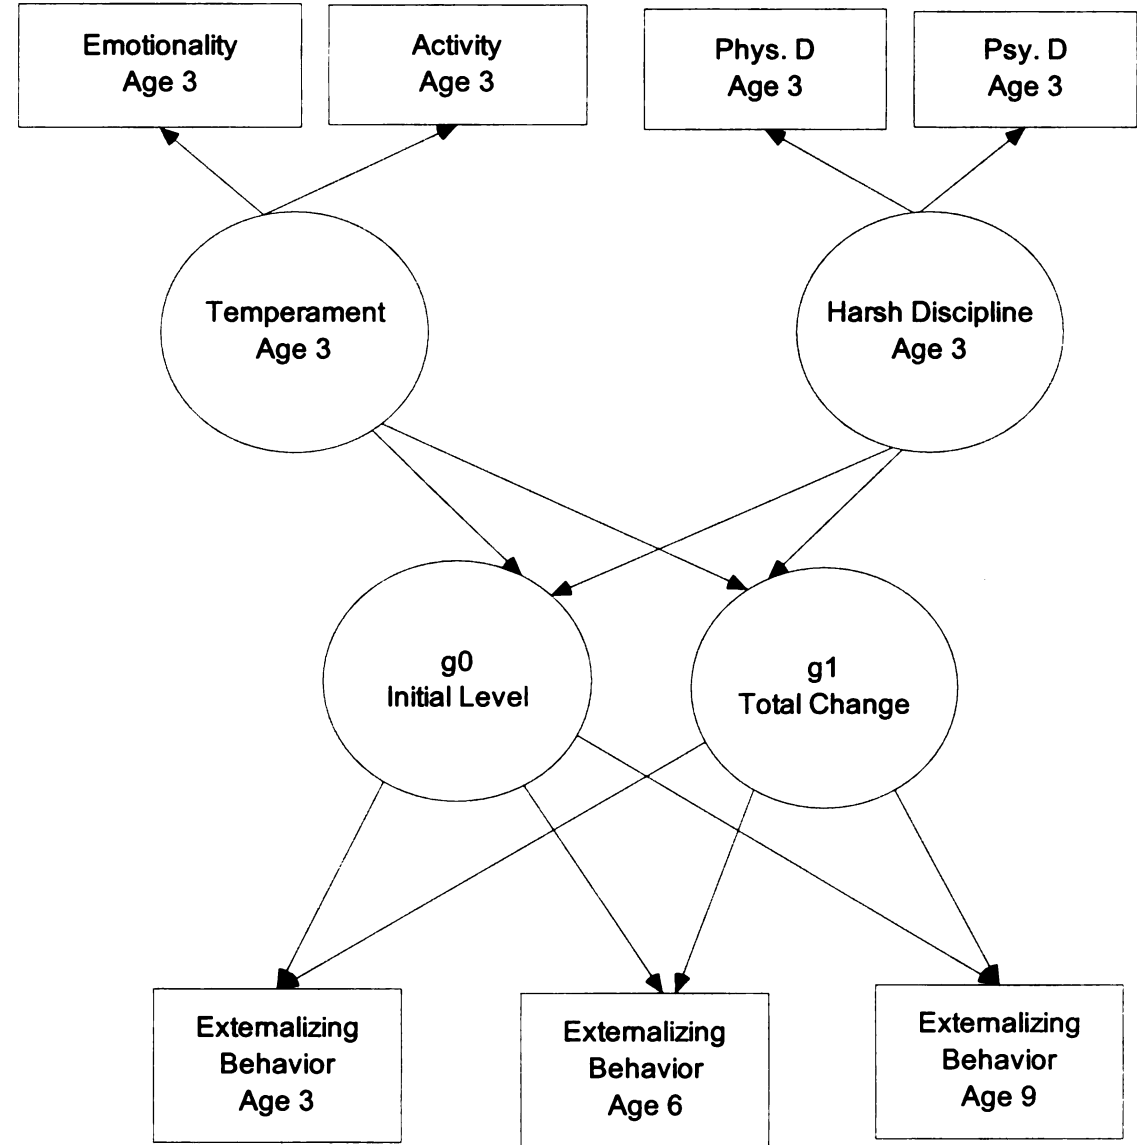 Emotionality
Age 3
Activity
Age 3
Phys. D
Age 3
Psy. D
Age 3
Temperament
Age 3
Harsh Discipline
Age 3
g0
Initial Level
g1
Total Change
Externalizing
Behavior
Age 3
Externalizing
Behavior
Age 6
Externalizing
Behavior
Age 9